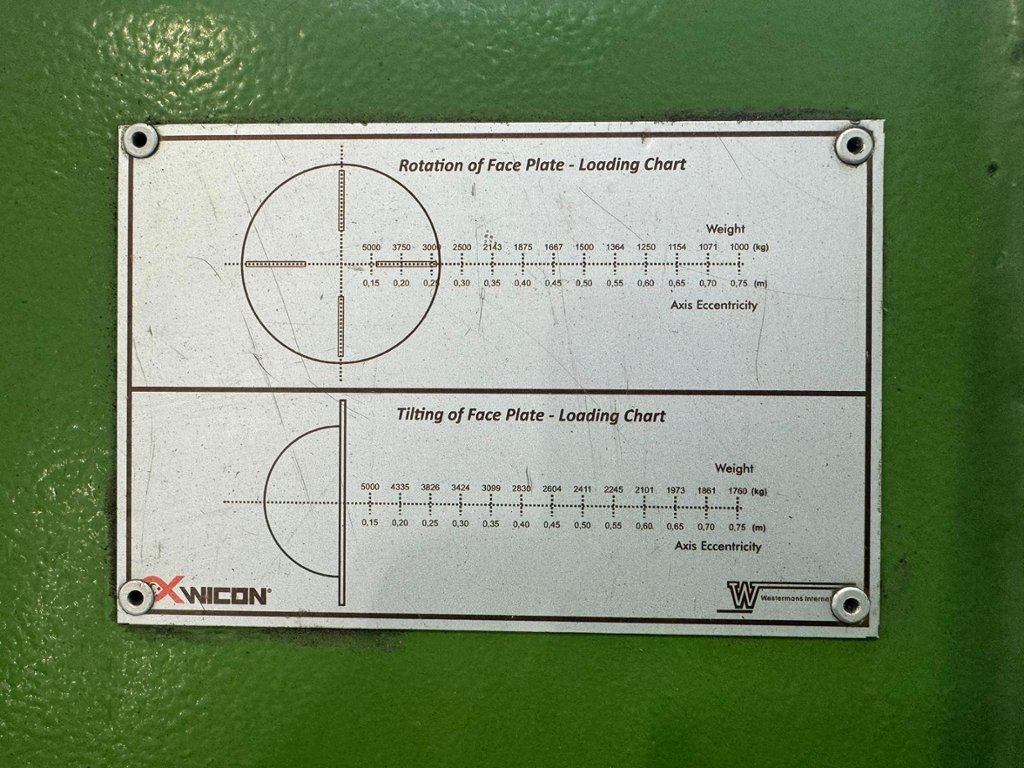 Rotation of Face Plate - Loading Chart
Weight
5000 3750 3000 2500 2143 1875 1667 1500 1364 1250 1154 1071 1000 (kg)
0,15 0,20 0,25 0,30 0,35 0,40 0,45 0,50 0,55 0,60 0,65 0,70 0,75 (m)
Axis Eccentricity
Tilting of Face Plate - Loading Chart
Weight
5000 4335 3826 3424 3099 2830 2604 2411 2245 2101 1973 1861 1760 (kg)
0,15 0,20 0,25 0,30 0,35 0,40 0,45 0,50 0,55 0,60 0,65 0,70 0,75 (m)
Axis Eccentricity
WICON®
W Westermans